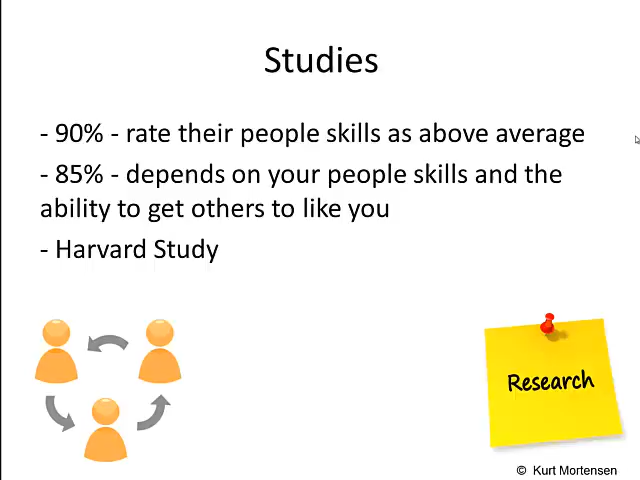 Studies
- 90% - rate their people skills as above average
- 85% - depends on your people skills and the
ability to get others to like you
- Harvard Study
Research
© Kurt Mortensen